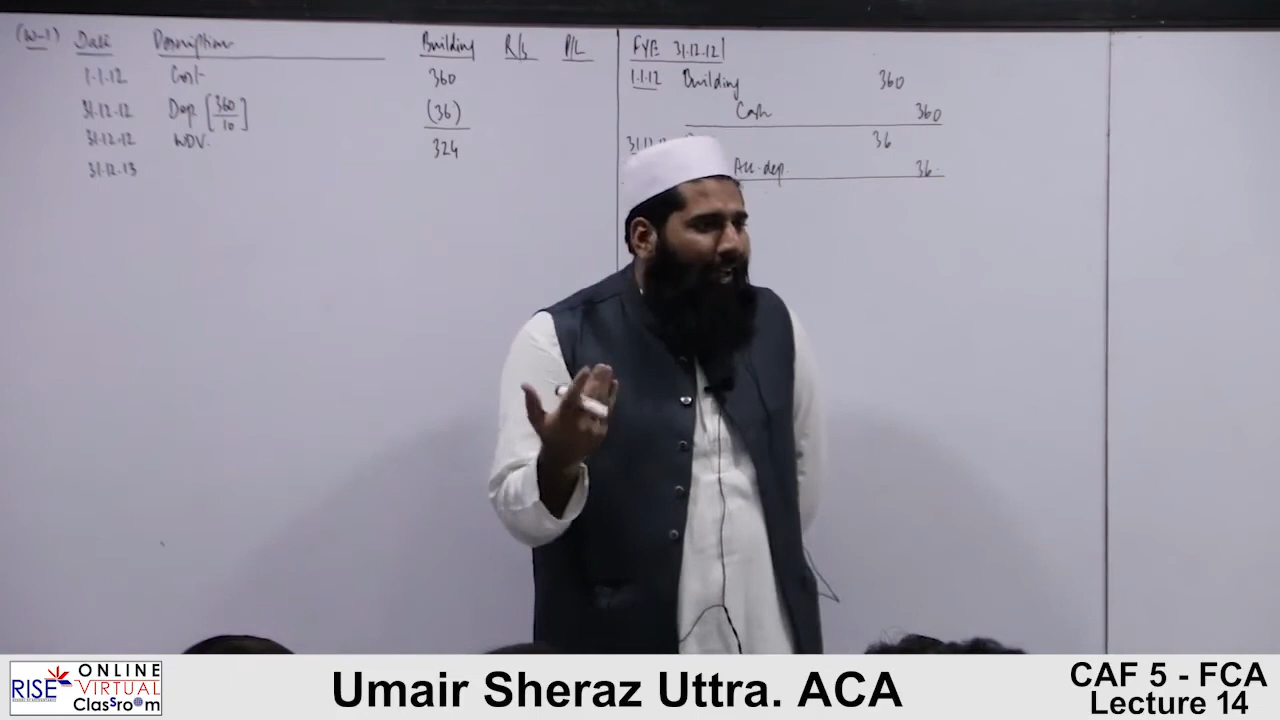 (W-1) Date Description Building R/S P/L
1.1.12 Cost 360
31.12.12 Dep [360/10] (36)
31.12.12 WDV. 324
31.12.13
FYE 31.12.12
1.1.12 Building 360
Cash 360
36
Acc. dep. 36
RISE
ONLINE
VIRTUAL
Classroom
Umair Sheraz Uttra. ACA
CAF 5 - FCA
Lecture 14